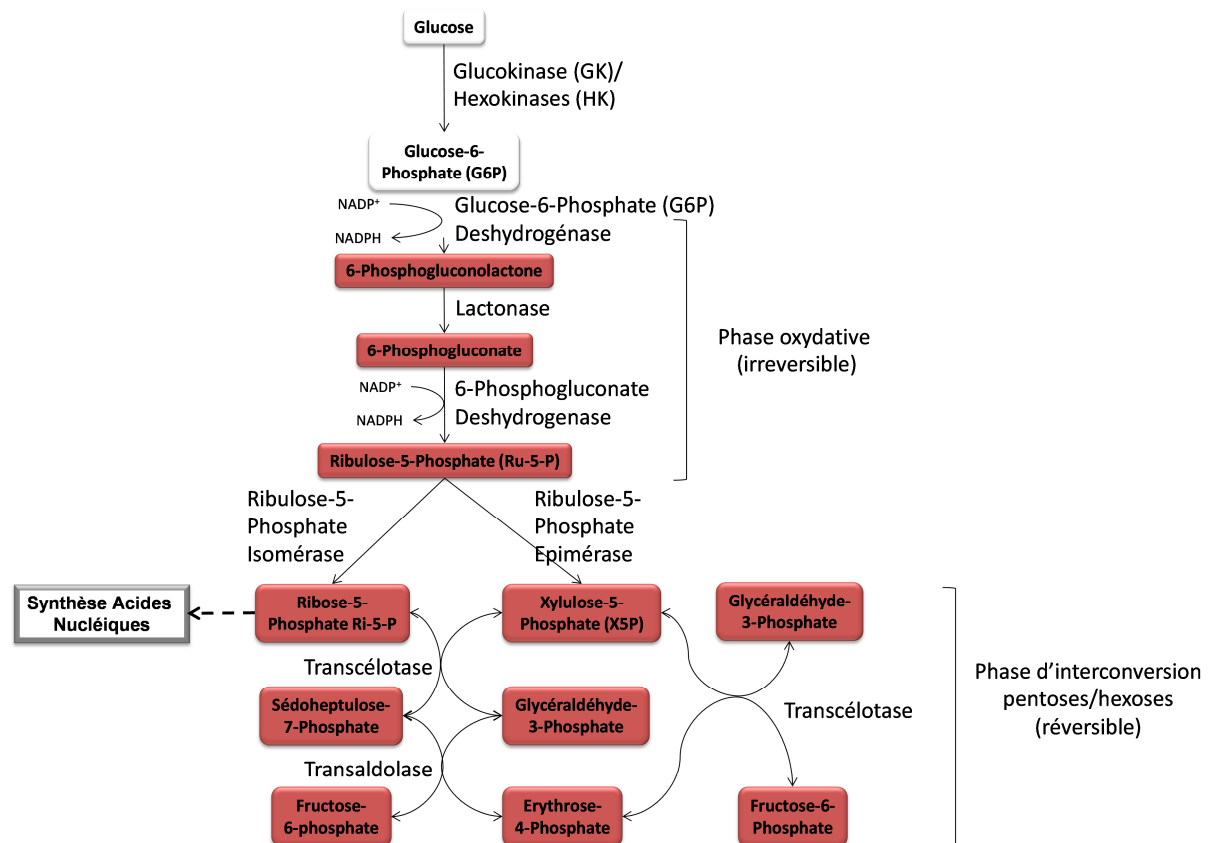 Glucose
Glucokinase (GK)/
Hexokinases (HK)
Glucose-6-
Phosphate (G6P)
NADP⁺
NADPH
Glucose-6-Phosphate (G6P)
Deshydrogénase
6-Phosphogluconolactone
Lactonase
6-Phosphogluconate
NADP⁺
NADPH
6-Phosphogluconate
Deshydrogenase
Ribulose-5-Phosphate (Ru-5-P)
Phase oxydative
(irreversible)
Ribulose-5-
Phosphate
Isomérase
Ribulose-5-
Phosphate
Epimérase
Synthèse Acides
Nucléiques
Ribose-5-
Phosphate Ri-5-P
Xylulose-5-
Phosphate (X5P)
Glycéraldéhyde-
3-Phosphate
Transcélotase
Sédoheptulose-
7-Phosphate
Glycéraldéhyde-
3-Phosphate
Transcélotase
Transaldolase
Fructose-
6-phosphate
Erythrose-
4-Phosphate
Fructose-6-
Phosphate
Phase d’interconversion
pentoses/hexoses
(réversible)